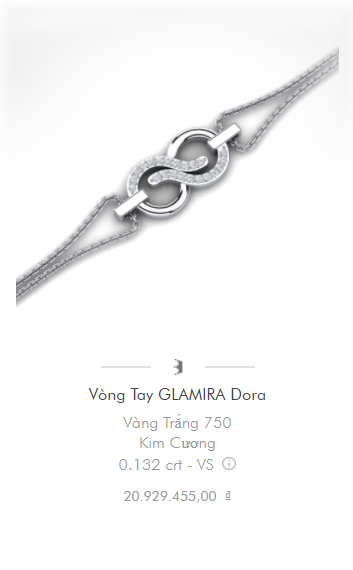 Vòng Tay GLAMIRA Dora
Vàng Trắng 750
Kim Cương
0.132 crt - VS
20.929.455,00 ₫